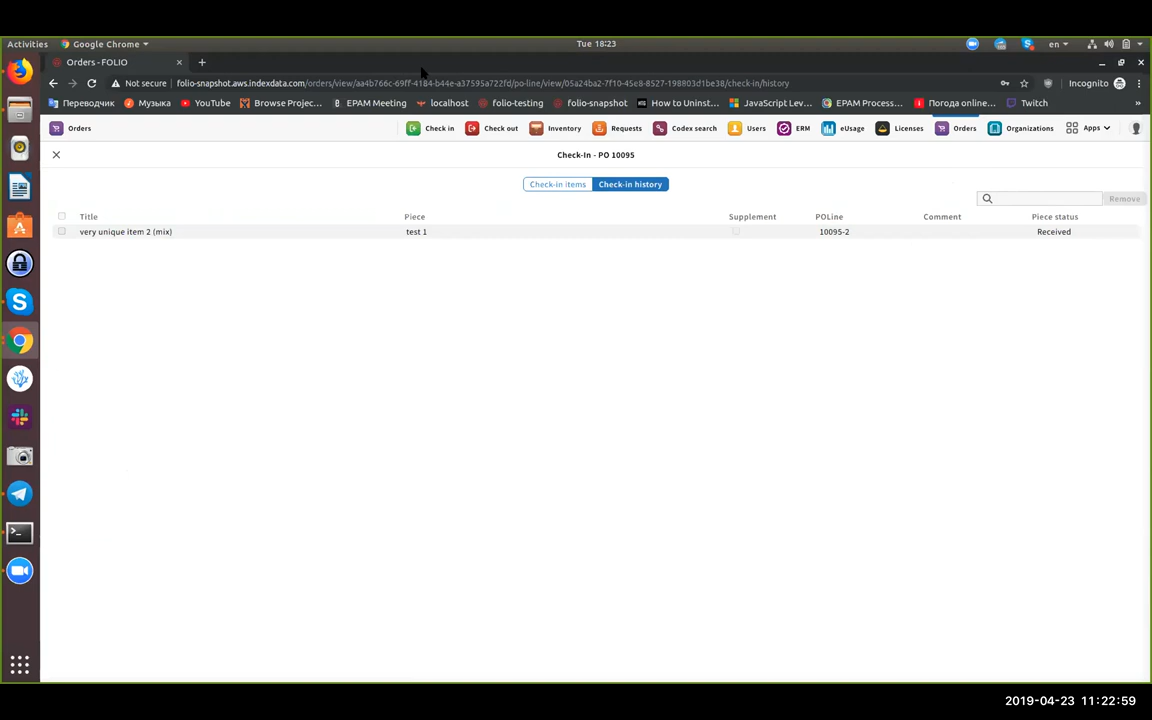 Activities Google Chrome Tue 18:23 en
Orders - FOLIO
Not secure folio-snapshot.aws.indexdata.com/orders/view/aa4b766c-69ff-4184-b44e-a37595a722fd/po-line/view/05a24ba2-7f10-45e8-8527-198803d1be38/check-in/history Incognito
Переводчик Музыка YouTube Browse Projec... EPAM Meeting localhost folio-testing folio-snapshot How to Uninst... JavaScript Lev... EPAM Process... Погода online... Twitch »
Orders Check in Check out Inventory Requests Codex search Users ERM eUsage Licenses Orders Organizations Apps
Check-In - PO 10095
Check-in items Check-in history
Remove
Title Piece Supplement POLine Comment Piece status
very unique item 2 (mix) test 1 10095-2 Received
2019-04-23 11:22:59